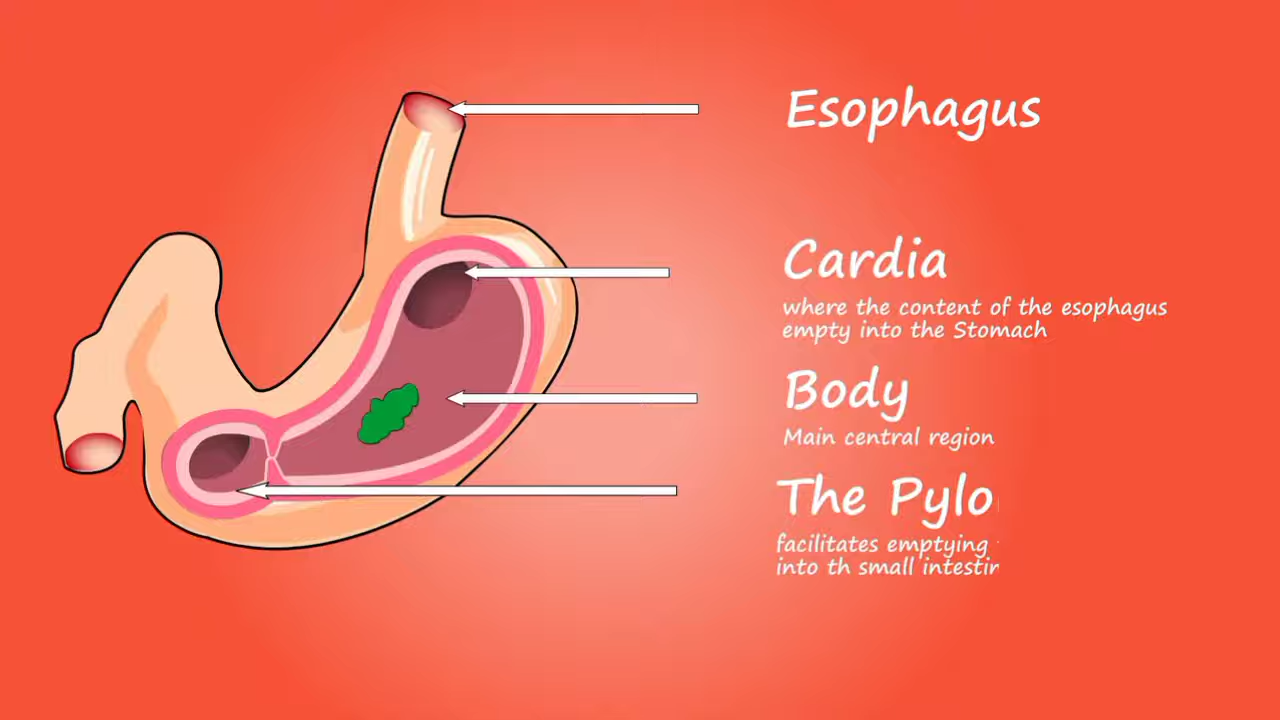 Esophagus
Cardia
where the content of the esophagus
empty into the Stomach
Body
Main central region
The Pylo
facilitates emptying
into th small intestin